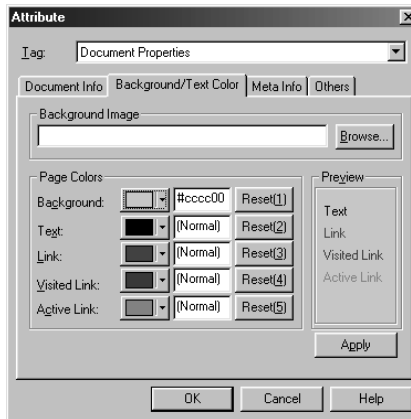 Attribute
Tag: Document Properties
Document Info Background/Text Color Meta Info Others
Background Image
Browse...
Page Colors Preview
Background: #cccc00 Reset(1)
Text: (Normal) Reset(2)
Link: (Normal) Reset(3)
Visited Link: (Normal) Reset(4)
Active Link: (Normal) Reset(5)
Text
Link
Visited Link
Active Link
Apply
OK Cancel Help